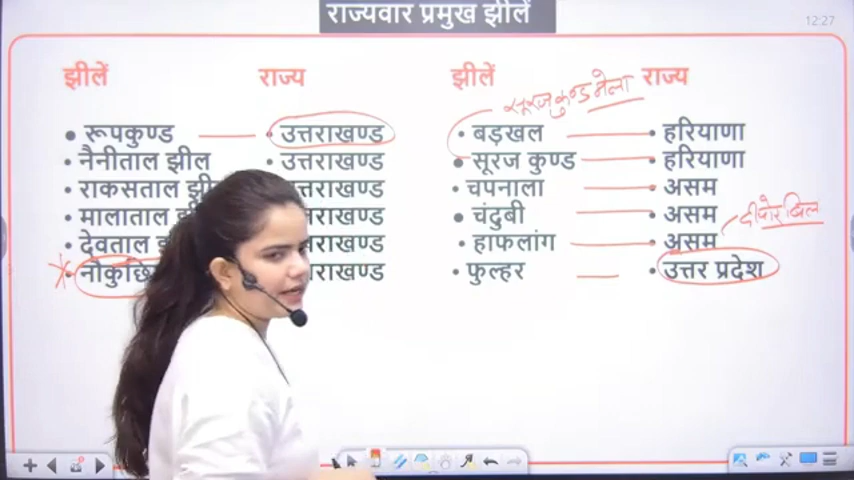 राज्यवार प्रमुख झीलें
12:27
झीलें राज्य
• रूपकुण्ड • उत्तराखण्ड
• नैनीताल झील • उत्तराखण्ड
• राकसताल
• मालाताल
• देवताल
झीलें राज्य
सूरज कुण्ड मेला
• बड़खल • हरियाणा
• सूरज कुण्ड • हरियाणा
• चपनाला • असम
• चंदुबी • असम
• हाफलांग • असम
• फुल्हर • उत्तर प्रदेश